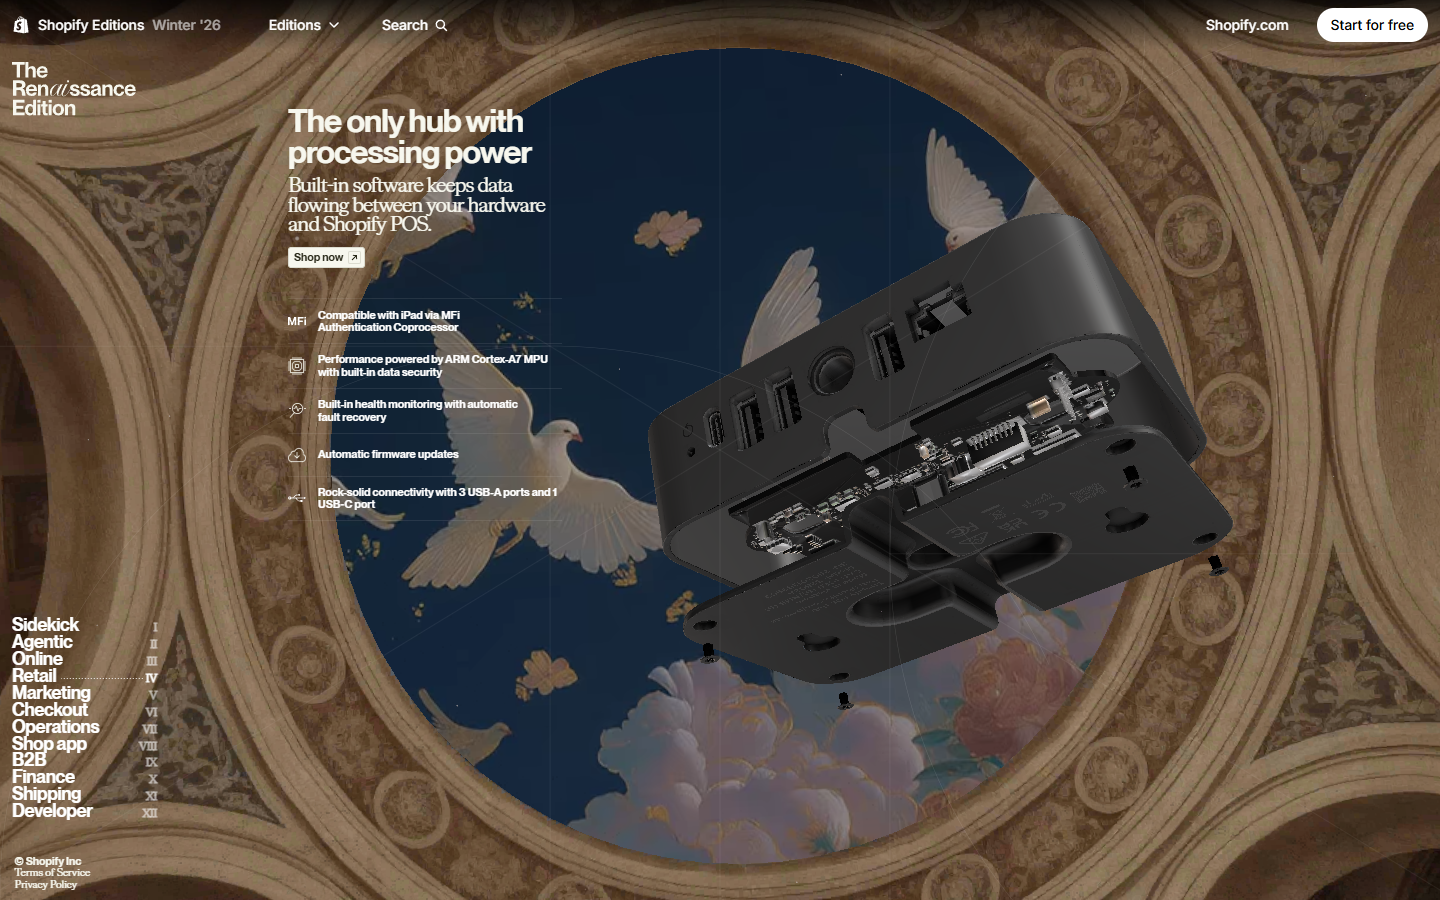 Shopify Editions Winter '26
Editions
Search
Shopify.com
Start for free
The
Renaissance
Edition
The only hub with
processing power
Built-in software keeps data
flowing between your hardware
and Shopify POS.
Shop now
MFi
Compatible with iPad via MFi
Authentication Coprocessor
Performance powered by ARM Cortex-A7 MPU
with built-in data security
Built-in health monitoring with automatic
fault recovery
Automatic firmware updates
Rock-solid connectivity with 3 USB-A ports and 1
USB-C port
Sidekick I
Agentic II
Online III
Retail IV
Marketing V
Checkout VI
Operations VII
Shop app VIII
B2B IX
Finance X
Shipping XI
Developer XII
© Shopify Inc
Terms of Service
Privacy Policy